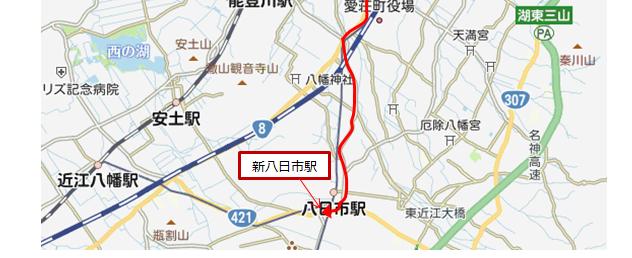 能登川駅
愛荘町役場
湖東三山
PA
天満宮
安土山
西の湖
秦川山
繖山観音寺山
八幡神社
リズ記念病院
307
安土駅
8
厄除八幡宮
名神高速
新八日市駅
近江八幡駅
八日市駅
421
東近江大橋
瓶割山